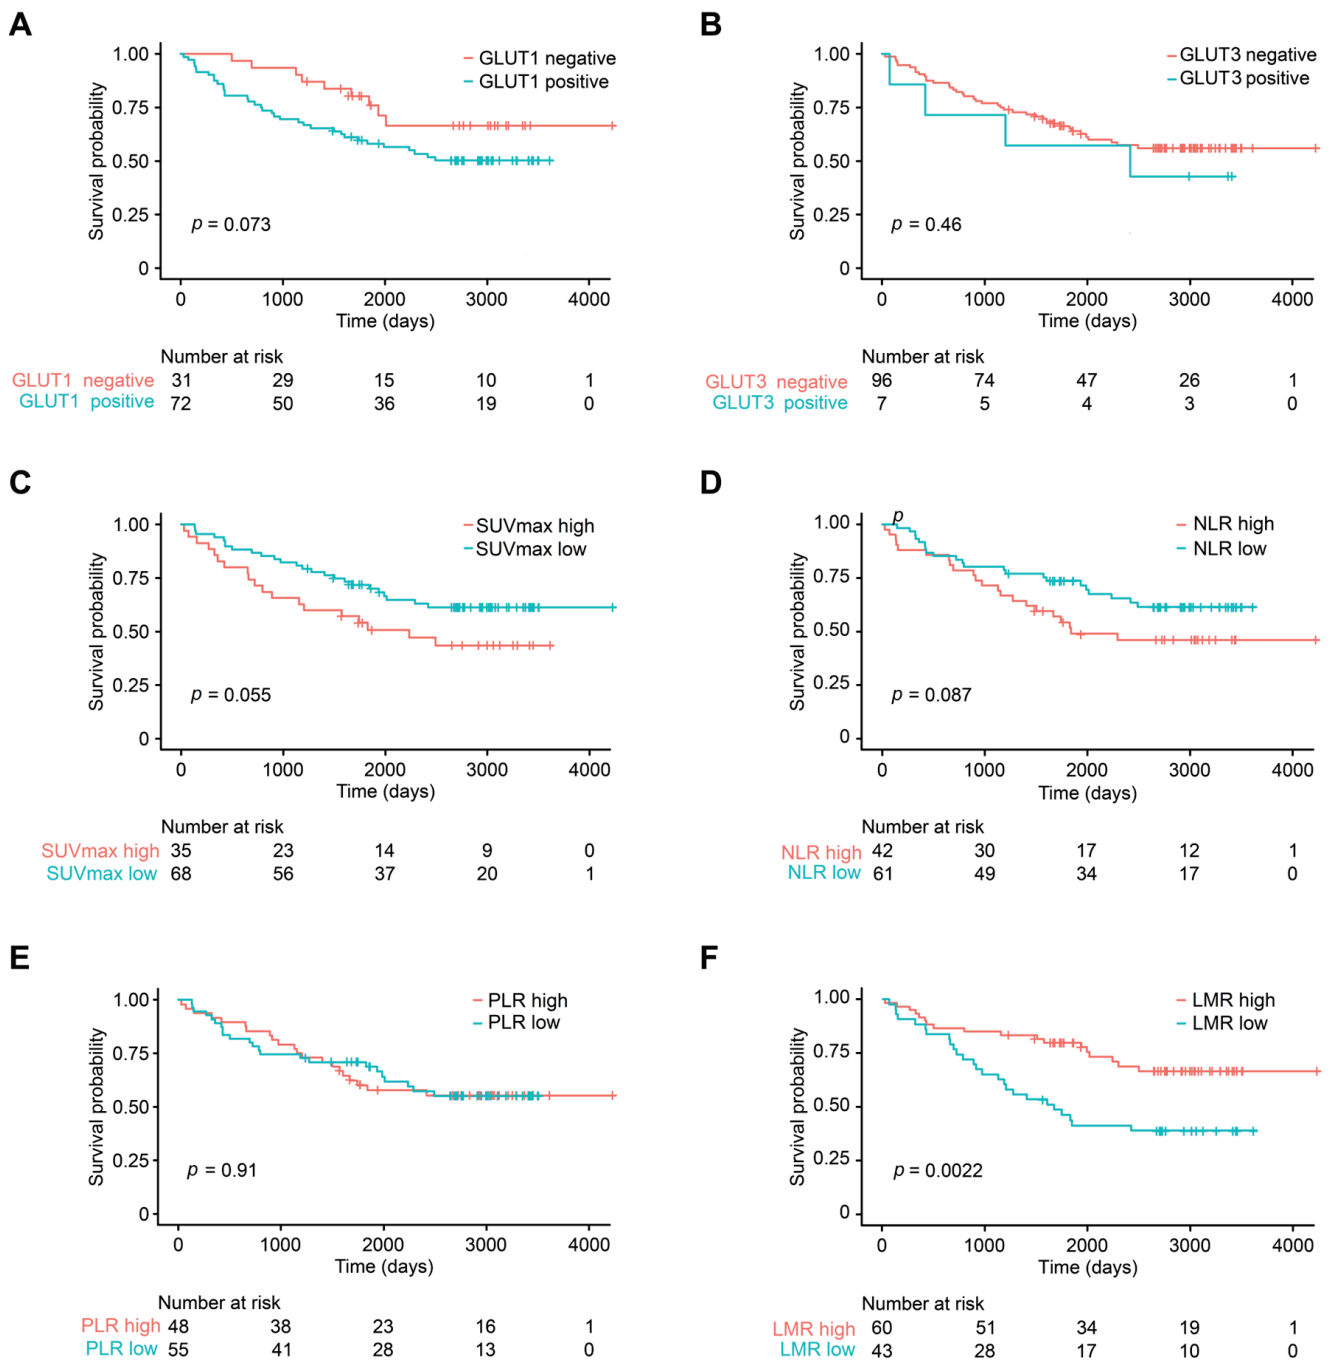 A
1.00
0.75
0.50
0.25
0
Survival probability
GLUT1 negative
GLUT1 positive
p = 0.073
0 1000 2000 3000 4000
Time (days)
Number at risk
GLUT1 negative 31 29 15 10 1
GLUT1 positive 72 50 36 19 0
B
1.00
0.75
0.50
0.25
0
Survival probability
GLUT3 negative
GLUT3 positive
p = 0.46
0 1000 2000 3000 4000
Time (days)
Number at risk
GLUT3 negative 96 74 47 26 1
GLUT3 positive 7 5 4 3 0
C
1.00
0.75
0.50
0.25
0
Survival probability
SUVmax high
SUVmax low
p = 0.055
0 1000 2000 3000 4000
Time (days)
Number at risk
SUVmax high 35 23 14 9 0
SUVmax low 68 56 37 20 1
D
1.00
0.75
0.50
0.25
0
Survival probability
p
NLR high
NLR low
p = 0.087
0 1000 2000 3000 4000
Time (days)
Number at risk
NLR high 42 30 17 12 1
NLR low 61 49 34 17 0
E
1.00
0.75
0.50
0.25
0
Survival probability
PLR high
PLR low
p = 0.91
0 1000 2000 3000 4000
Time (days)
Number at risk
PLR high 48 38 23 16 1
PLR low 55 41 28 13 0
F
1.00
0.75
0.50
0.25
0
Survival probability
LMR high
LMR low
p = 0.0022
0 1000 2000 3000 4000
Time (days)
Number at risk
LMR high 60 51 34 19 1
LMR low 43 28 17 10 0